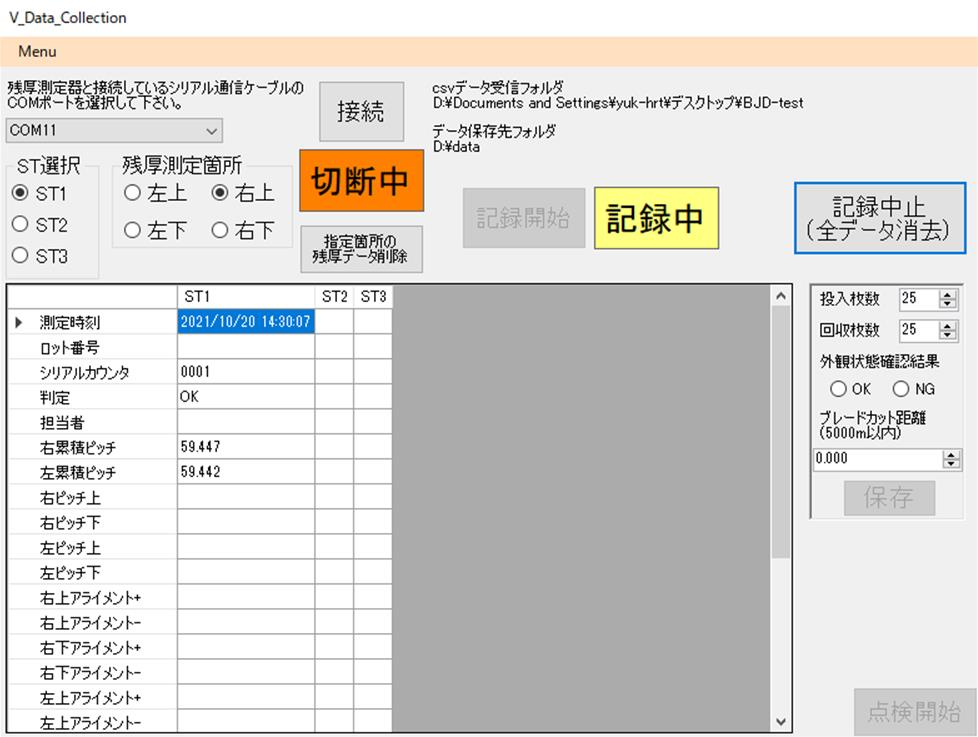 V_Data_Collection
Menu
残厚測定器と接続しているシリアル通信ケーブルの
COMポートを選択して下さい。
COM11
接続
csvデータ受信フォルダ
D:¥Documents and Settings¥yuk-hrt¥デスクトップ¥BJD-test
データ保存先フォルダ
D:¥data
ST選択
ST1
ST2
ST3
残厚測定箇所
左上
右上
左下
右下
切断中
指定箇所の
残厚データ削除
記録開始
記録中
記録中止
(全データ消去)
ST1 ST2 ST3
測定時刻 2021/10/20 14:30:07
ロット番号
シリアルカウンタ 0001
判定 OK
担当者
右累積ピッチ 59.447
左累積ピッチ 59.442
右ピッチ上
右ピッチ下
左ピッチ上
左ピッチ下
右上アライメント+
右上アライメント-
右下アライメント+
右下アライメント-
左上アライメント+
左上アライメント-
投入枚数 25
回収枚数 25
外観状態確認結果
OK NG
ブレードカット距離
(5000m以内)
0.000
保存
点検開始